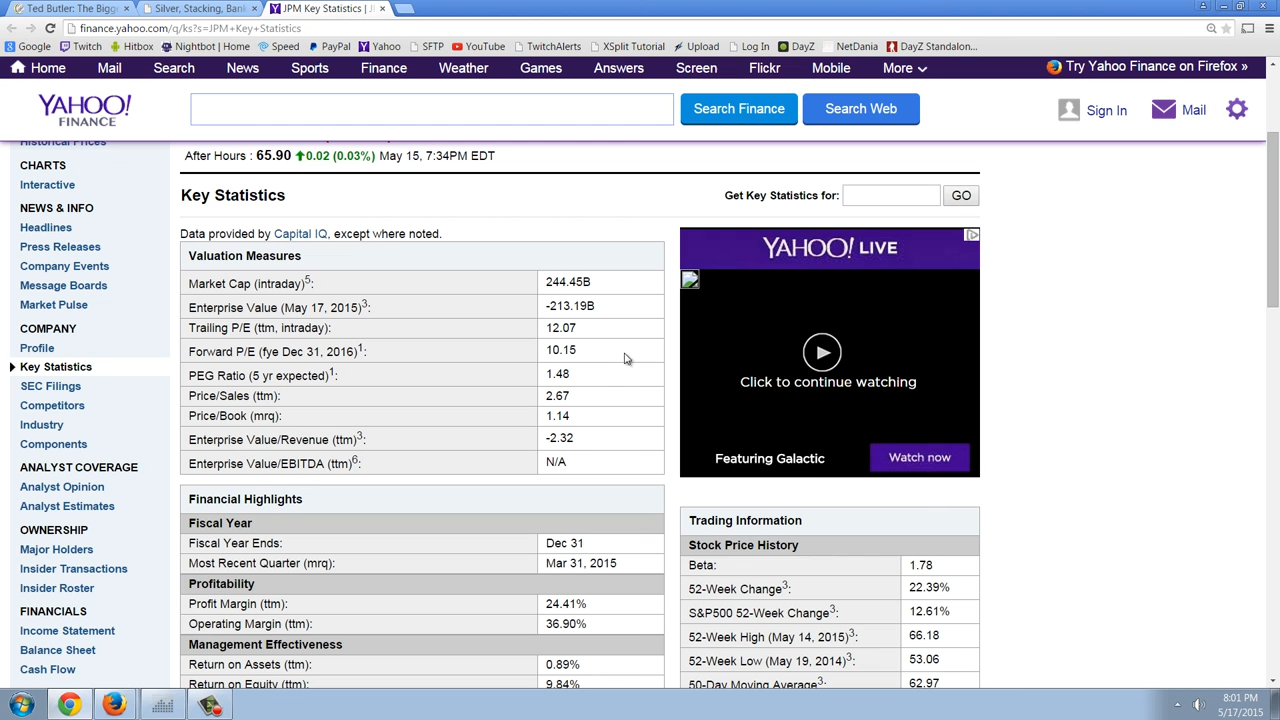 Ted Butler: The Bigg
Silver, Stacking, Bank
JPM Key Statistics | J
finance.yahoo.com/q/ks?s=JPM+Key+Statistics
Google Twitch Hitbox Nightbot | Home Speed PayPal Yahoo SFTP YouTube TwitchAlerts XSplit Tutorial Upload Log In DayZ NetDania DayZ Standalon...
Home Mail Search News Sports Finance Weather Games Answers Screen Flickr Mobile More Try Yahoo Finance on Firefox »
YAHOO!
FINANCE
Search Finance
Search Web
Sign In
Mail
Historical Prices
CHARTS
Interactive
NEWS & INFO
Headlines
Press Releases
Company Events
Message Boards
Market Pulse
COMPANY
Profile
Key Statistics
SEC Filings
Competitors
Industry
Components
ANALYST COVERAGE
Analyst Opinion
Analyst Estimates
OWNERSHIP
Major Holders
Insider Transactions
Insider Roster
FINANCIALS
Income Statement
Balance Sheet
Cash Flow
After Hours : 65.90 0.02 (0.03%) May 15, 7:34PM EDT
Key Statistics
Get Key Statistics for: GO
Data provided by Capital IQ, except where noted.
Valuation Measures
Market Cap (intraday)5: 244.45B
Enterprise Value (May 17, 2015)3: -213.19B
Trailing P/E (ttm, intraday): 12.07
Forward P/E (fye Dec 31, 2016)1: 10.15
PEG Ratio (5 yr expected)1: 1.48
Price/Sales (ttm): 2.67
Price/Book (mrq): 1.14
Enterprise Value/Revenue (ttm)3: -2.32
Enterprise Value/EBITDA (ttm)6: N/A
Financial Highlights
Fiscal Year
Fiscal Year Ends: Dec 31
Most Recent Quarter (mrq): Mar 31, 2015
Profitability
Profit Margin (ttm): 24.41%
Operating Margin (ttm): 36.90%
Management Effectiveness
Return on Assets (ttm): 0.89%
Return on Equity (ttm): 9.84%
YAHOO! LIVE
Click to continue watching
Featuring Galactic
Watch now
Trading Information
Stock Price History
Beta: 1.78
52-Week Change3: 22.39%
S&P500 52-Week Change3: 12.61%
52-Week High (May 14, 2015)3: 66.18
52-Week Low (May 19, 2014)3: 53.06
50-Day Moving Average3: 62.97
8:01 PM
5/17/2015